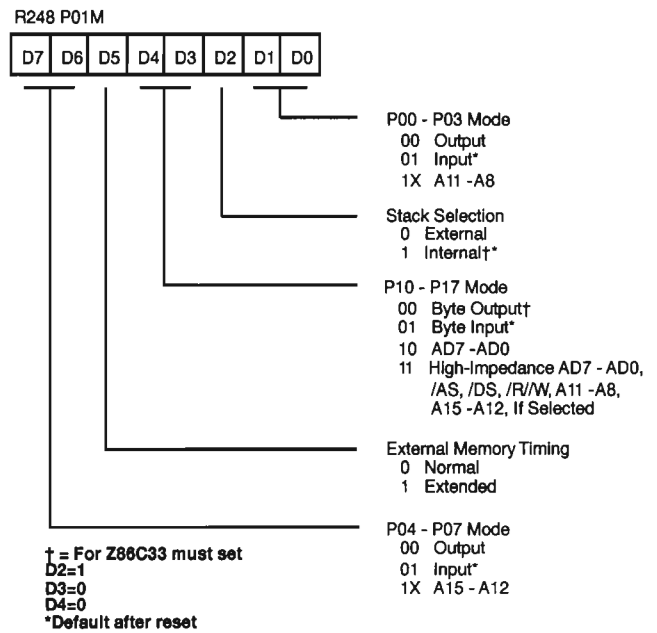 R248 P01M
D7 D6 D5 D4 D3 D2 D1 D0
P00 - P03 Mode
00 Output
01 Input*
1X A11 -A8
Stack Selection
0 External
1 Internal†*
P10 - P17 Mode
00 Byte Output†
01 Byte Input*
10 AD7 -AD0
11 High-Impedance AD7 - AD0,
/AS, /DS, /R//W, A11 -A8,
A15 -A12, If Selected
External Memory Timing
0 Normal
1 Extended
P04 - P07 Mode
00 Output
01 Input*
1X A15 - A12
† = For Z86C33 must set
D2=1
D3=0
D4=0
*Default after reset